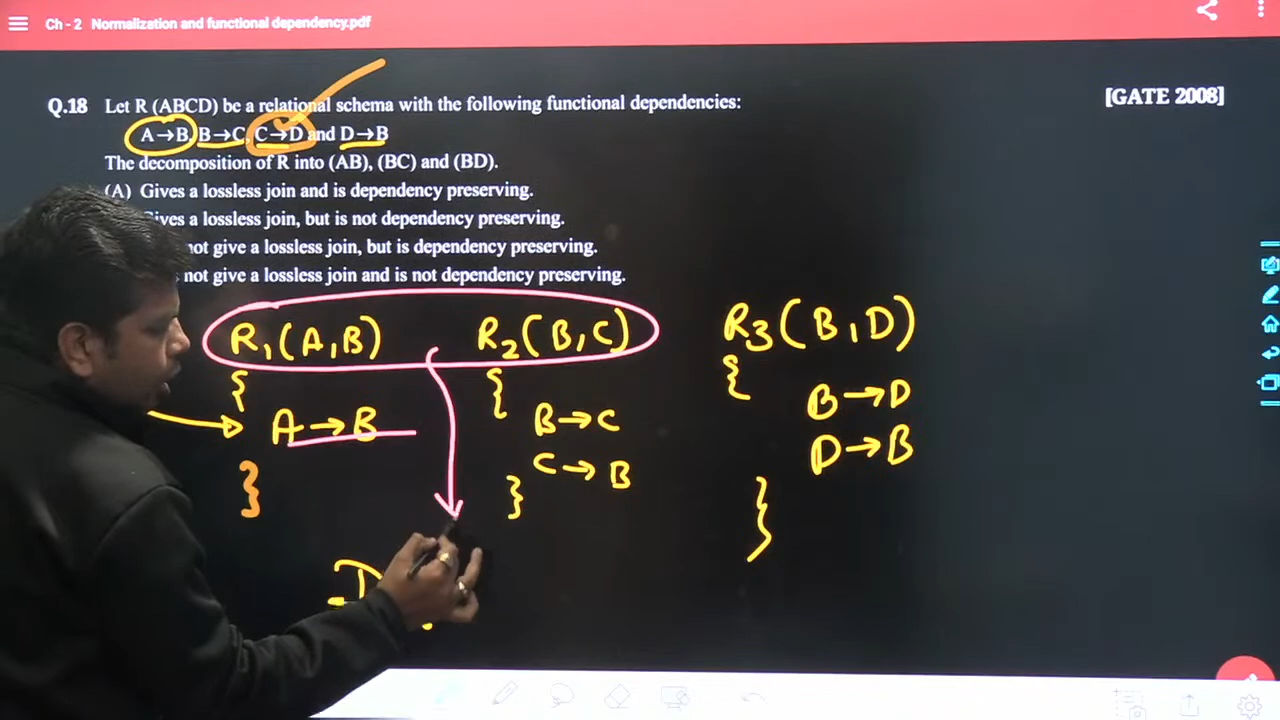 Ch - 2 Normalization and functional dependency.pdf
Q.18 Let R (ABCD) be a relational schema with the following functional dependencies: [GATE 2008]
A→B, B→C, C→D and D→B
The decomposition of R into (AB), (BC) and (BD).
(A) Gives a lossless join and is dependency preserving.
Gives a lossless join, but is not dependency preserving.
not give a lossless join, but is dependency preserving.
not give a lossless join and is not dependency preserving.
R1(A,B) R2(B,C) R3(B,D)
{ { {
A→B B→C B→D
C→B D→B
} } }
D